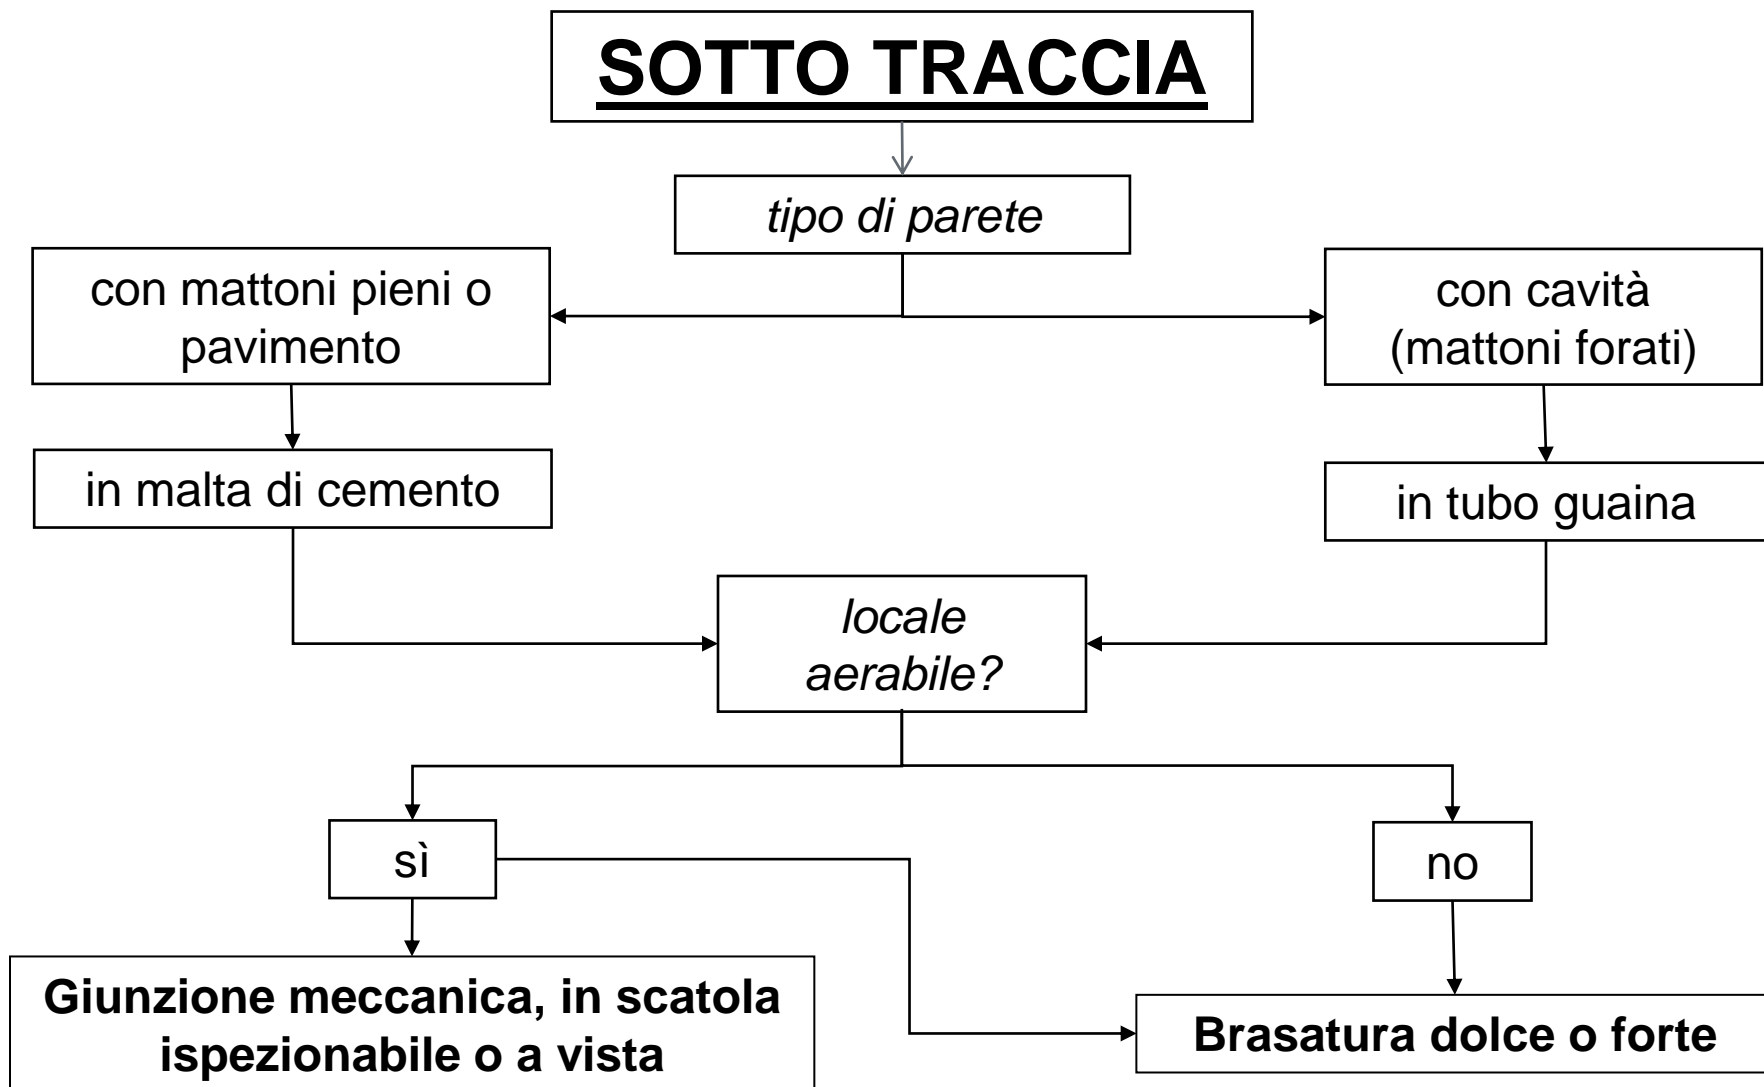 SOTTO TRACCIA
tipo di parete
con mattoni pieni o
pavimento
con cavità
(mattoni forati)
in malta di cemento
in tubo guaina
locale
aerabile?
sì
no
Giunzione meccanica, in scatola
ispezionabile o a vista
Brasatura dolce o forte